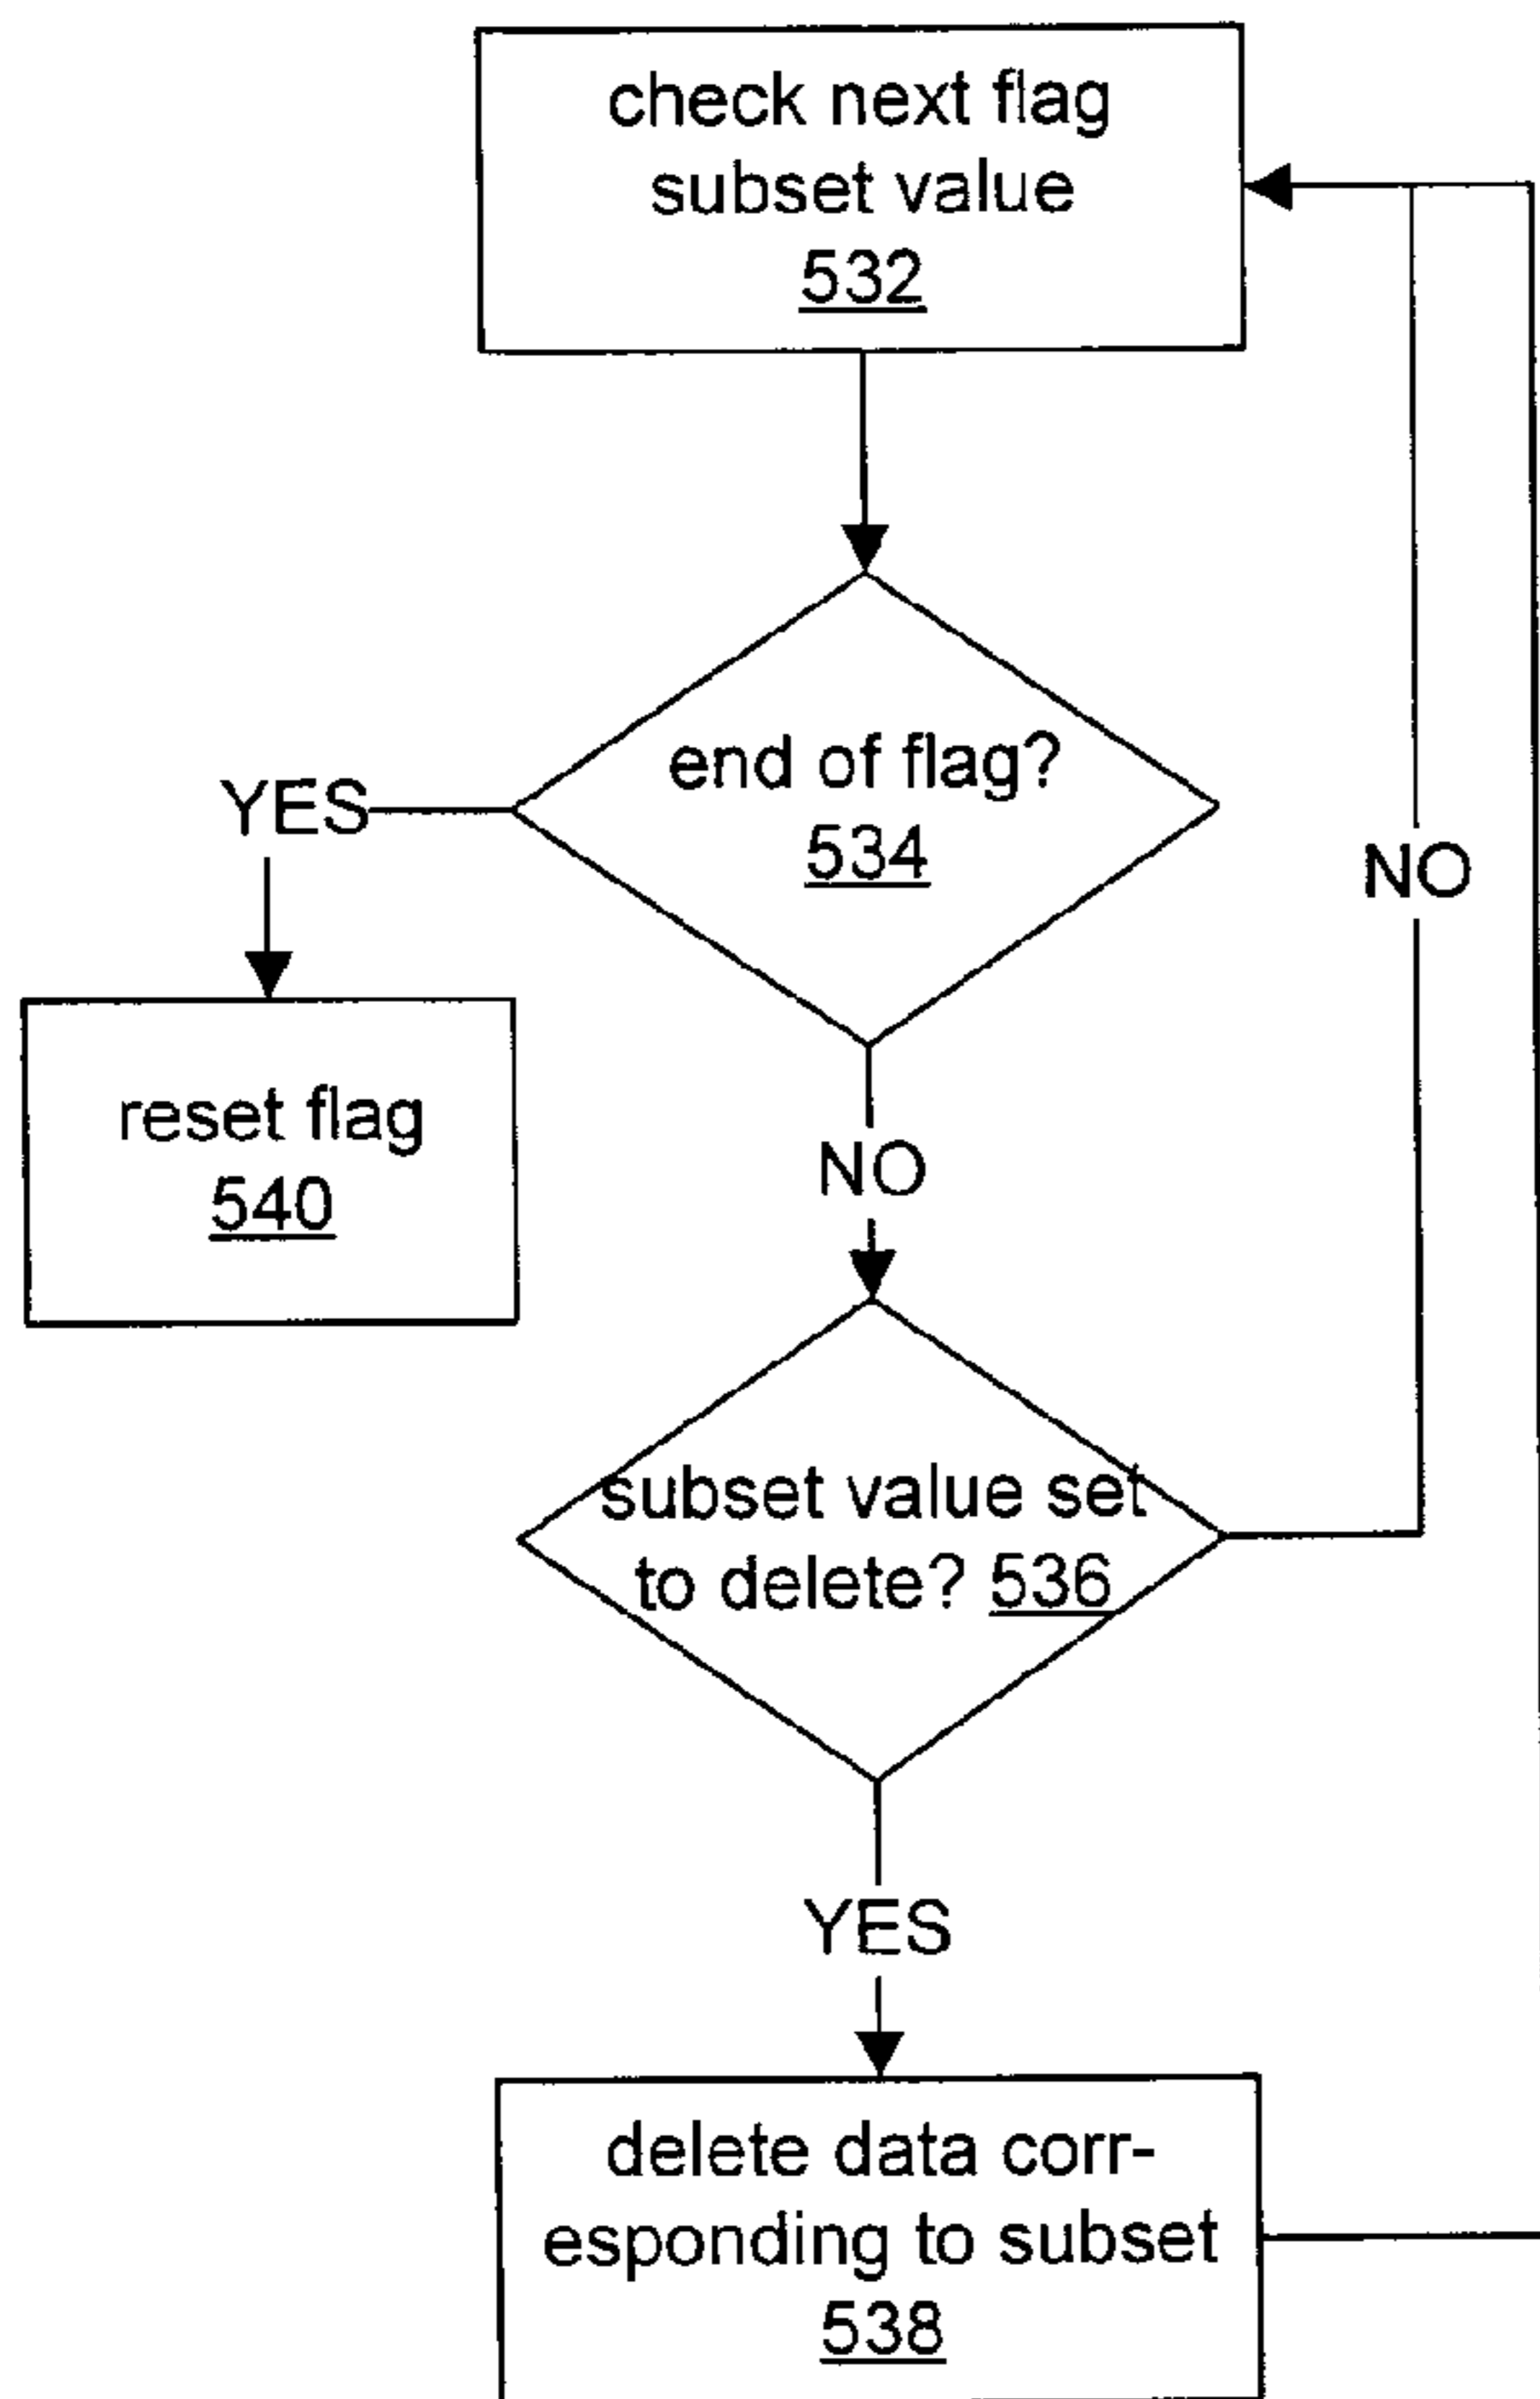 check next flag
subset value
532
end of flag?
534
YES
NO
reset flag
540
NO
subset value set
to delete? 536
YES
delete data corr-
esponding to subset
538